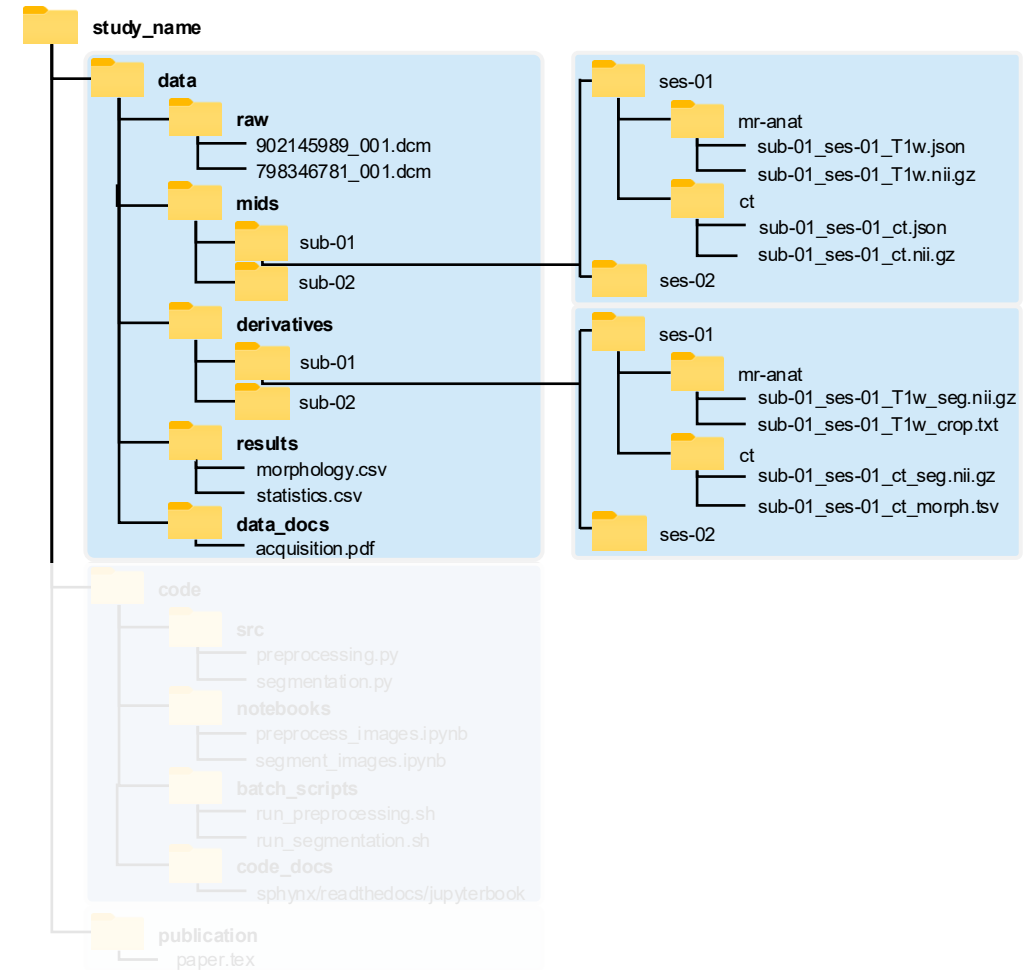 study_name
data
raw
902145989_001.dcm
798346781_001.dcm
mids
sub-01
sub-02
derivatives
sub-01
sub-02
results
morphology.csv
statistics.csv
data_docs
acquisition.pdf
ses-01
mr-anat
sub-01_ses-01_T1w.json
sub-01_ses-01_T1w.nii.gz
ct
sub-01_ses-01_ct.json
sub-01_ses-01_ct.nii.gz
ses-02
ses-01
mr-anat
sub-01_ses-01_T1w_seg.nii.gz
sub-01_ses-01_T1w_crop.txt
ct
sub-01_ses-01_ct_seg.nii.gz
sub-01_ses-01_ct_morph.tsv
ses-02
code
src
preprocessing.py
segmentation.py
notebooks
preprocess_images.ipynb
segment_images.ipynb
batch_scripts
run_preprocessing.sh
run_segmentation.sh
code_docs
sphynx/readthedocs/jupyterbook
publication
paper.tex